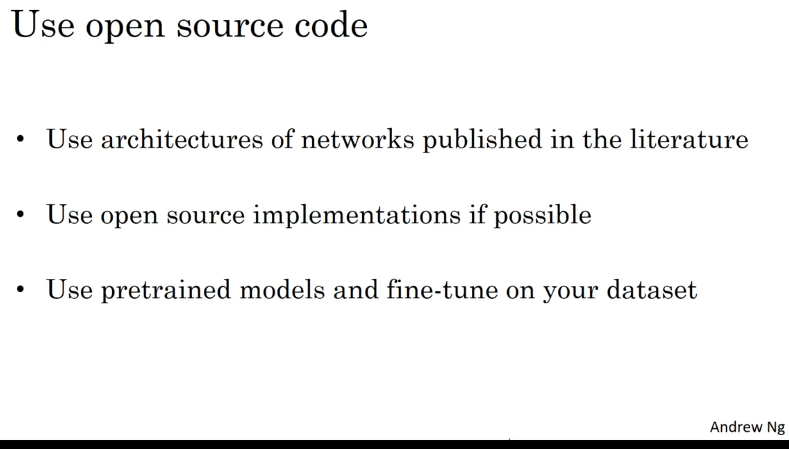 Use open source code
• Use architectures of networks published in the literature
• Use open source implementations if possible
• Use pretrained models and fine-tune on your dataset
Andrew Ng